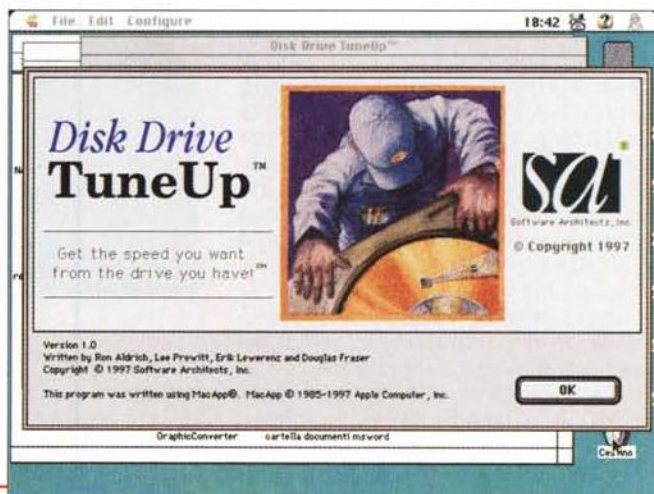 File Edit Configure 18:42
Disk Drive TuneUp™
Disk Drive
TuneUp™
Get the speed you want
from the drive you have!℠
sa
Software Architects, Inc.
© Copyright 1997
Version 1.0
Written by Ron Aldrich, Lee Prewitt, Erik Lewerenz and Douglas Fraser
Copyright © 1997 Software Architects, Inc.
This program was written using MacApp®. MacApp © 1985-1997 Apple Computer, Inc.
OK
GraphicConverter cartella documenti msword